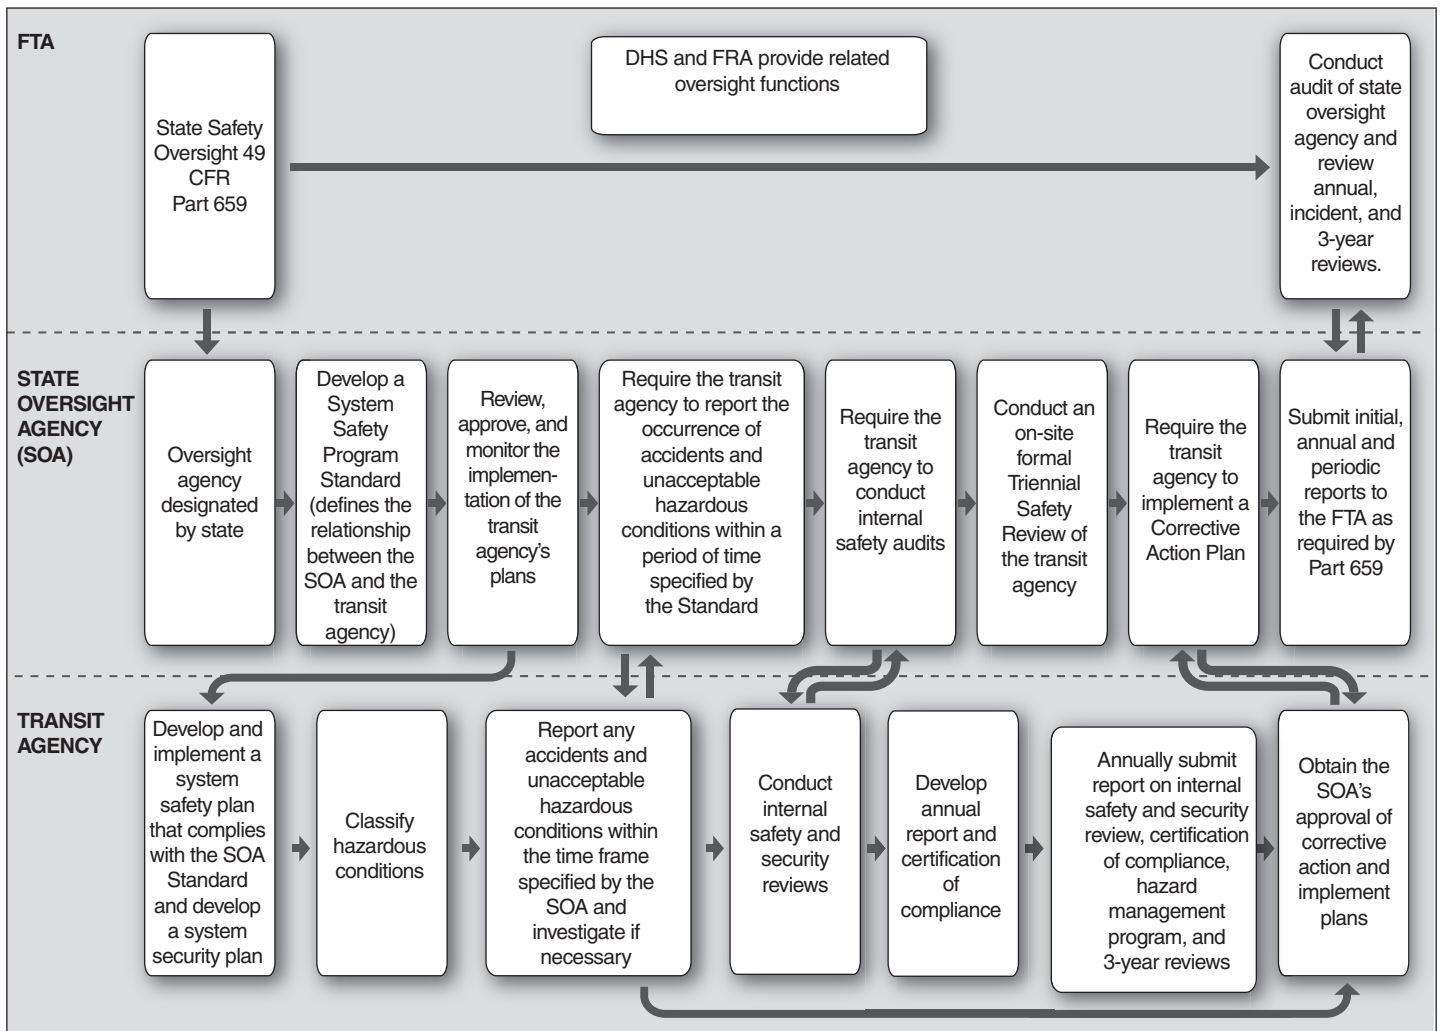 FTA
State Safety
Oversight 49
CFR
Part 659
DHS and FRA provide related
oversight functions
Conduct
audit of state
oversight
agency and
review
annual,
incident, and
3-year
reviews.
STATE
OVERSIGHT
AGENCY
(SOA)
Oversight
agency
designated
by state
Develop a
System
Safety
Program
Standard
(defines the
relationship
between the
SOA and the
transit
agency)
Review,
approve, and
monitor the
implemen-
tation of the
transit
agency's
plans
Require the transit
agency to report the
occurrence of
accidents and
unacceptable
hazardous
conditions within a
period of time
specified by
the Standard
Require the
transit
agency to
conduct
internal
safety audits
Conduct an
on-site
formal
Triennial
Safety
Review of
the transit
agency
Require the
transit
agency to
implement a
Corrective
Action Plan
Submit initial,
annual and
periodic
reports to
the FTA as
required by
Part 659
TRANSIT
AGENCY
Develop and
implement a
system
safety plan
that complies
with the SOA
Standard
and develop
a system
security plan
Classify
hazardous
conditions
Report any
accidents and
unacceptable
hazardous
conditions within
the time frame
specified by the
SOA and
investigate if
necessary
Conduct
internal
safety and
security
reviews
Develop
annual
report and
certification
of
compliance
Annually submit
report on internal
safety and security
review, certification
of compliance,
hazard
management
program, and
3-year reviews
Obtain the
SOA's
approval of
corrective
action and
implement
plans